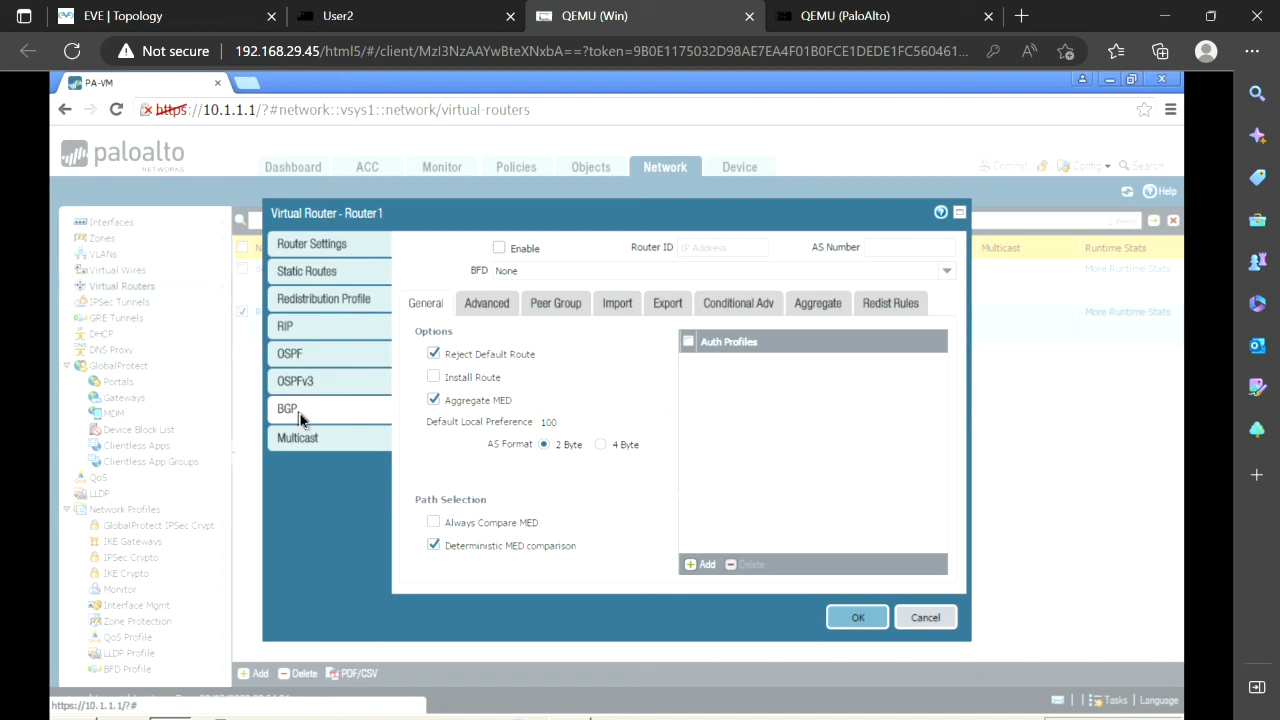 EVE | Topology
User2
QEMU (Win)
QEMU (PaloAlto)
Not secure
192.168.29.45/html5/#/client/MzI3NzAAYwBteXNxbA==?token=9B0E1175032D98AE7EA4F01B0FCE1DEDE1FC560461...
PA-VM
https://10.1.1.1/?#network::vsys1::network/virtual-routers
paloalto
NETWORKS
Dashboard
ACC
Monitor
Policies
Objects
Network
Device
Commit
Config
Search
Help
Interfaces
Zones
VLANs
Virtual Wires
Virtual Routers
IPSec Tunnels
GRE Tunnels
DHCP
DNS Proxy
GlobalProtect
Portals
Gateways
MDM
Device Block List
Clientless Apps
Clientless App Groups
QoS
LLDP
Network Profiles
GlobalProtect IPSec Crypt
IKE Gateways
IPSec Crypto
IKE Crypto
Monitor
Interface Mgmt
Zone Protection
QoS Profile
LLDP Profile
BFD Profile
Multicast
Runtime Stats
More Runtime Stats
More Runtime Stats
Virtual Router - Router1
Router Settings
Static Routes
Redistribution Profile
RIP
OSPF
OSPFv3
BGP
Multicast
Enable
Router ID
IP Address
AS Number
BFD
None
General
Advanced
Peer Group
Import
Export
Conditional Adv
Aggregate
Redist Rules
Options
Reject Default Route
Install Route
Aggregate MED
Default Local Preference 100
AS Format
2 Byte
4 Byte
Path Selection
Always Compare MED
Deterministic MED comparison
Auth Profiles
Add
Delete
OK
Cancel
Add
Delete
PDF/CSV
https://10.1.1.1/?#
Tasks
Language